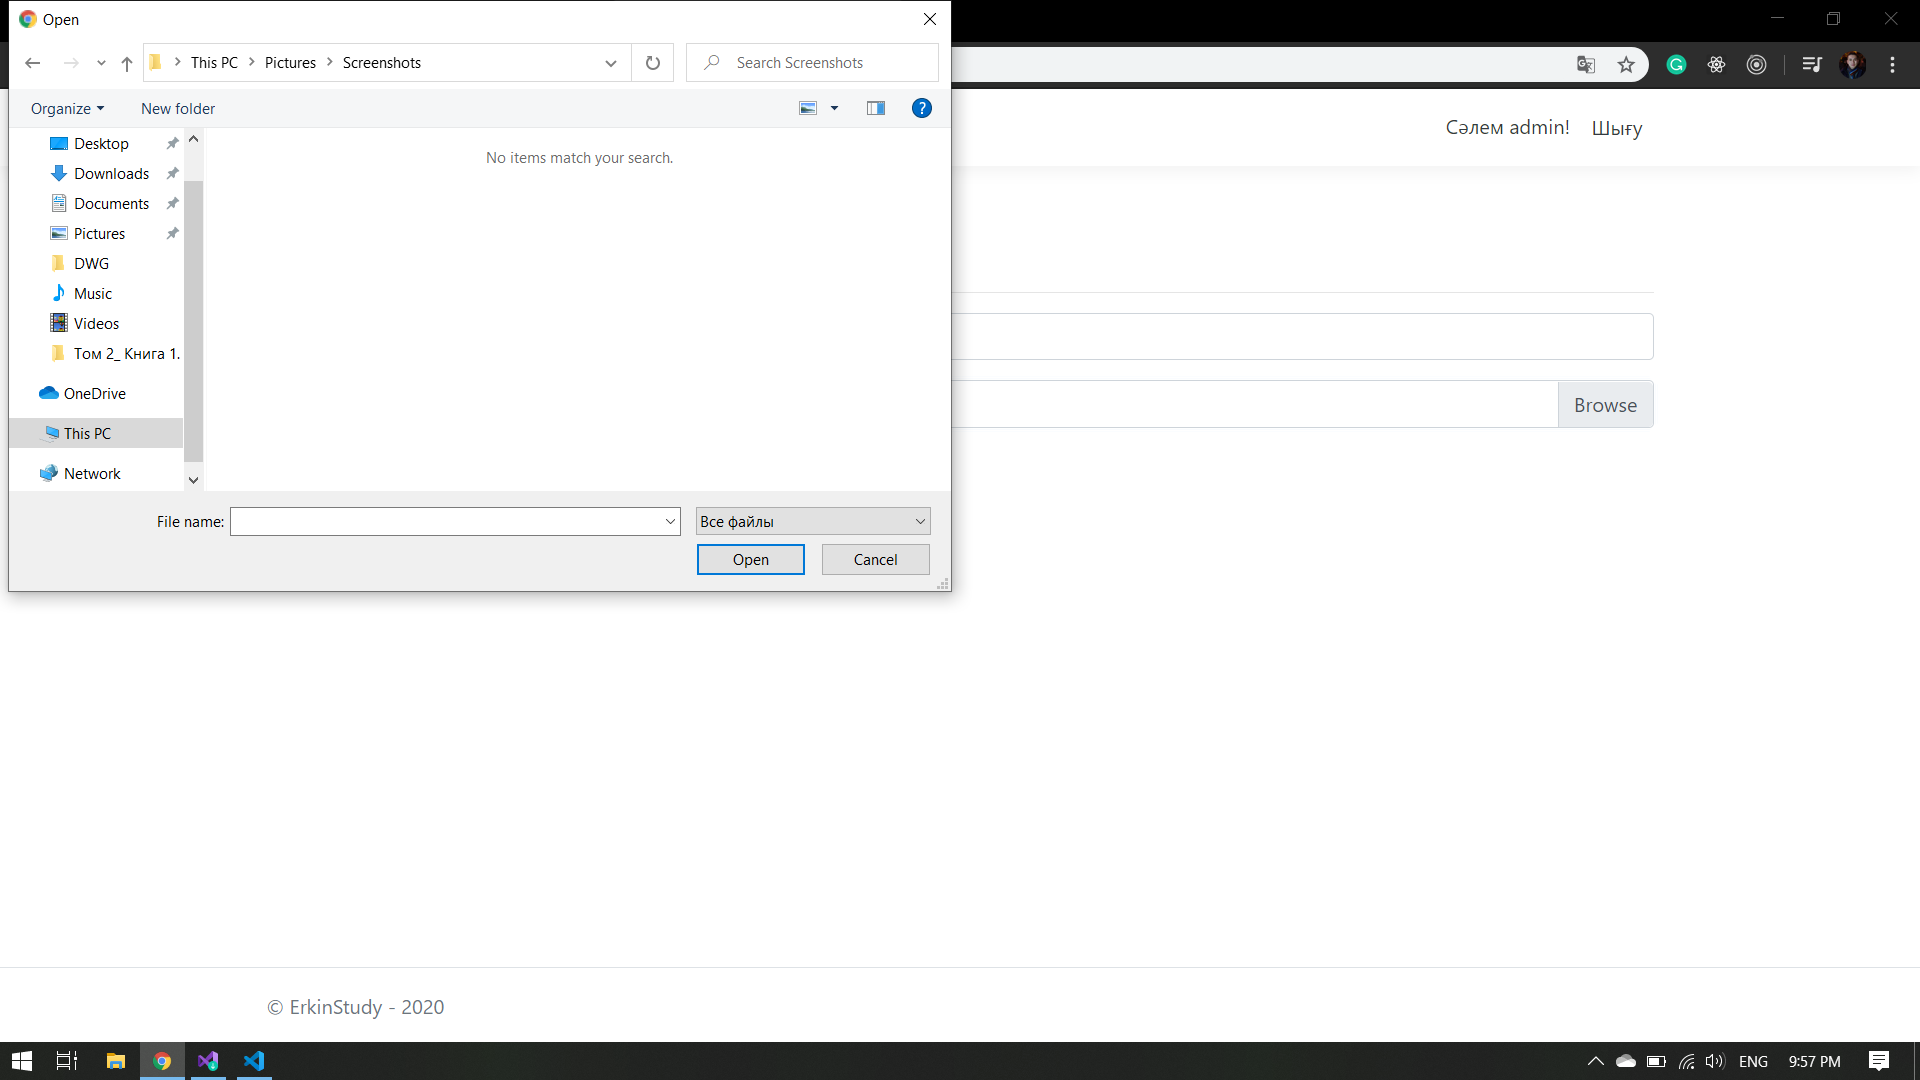 Open
This PC > Pictures > Screenshots
Search Screenshots
Organize
New folder
Desktop
Downloads
Documents
Pictures
DWG
Music
Videos
Том 2_ Книга 1.
OneDrive
This PC
Network
No items match your search.
File name:
Все файлы
Open
Cancel
Сәлем admin!
Шығу
Browse
© ErkinStudy - 2020
ENG
9:57 PM